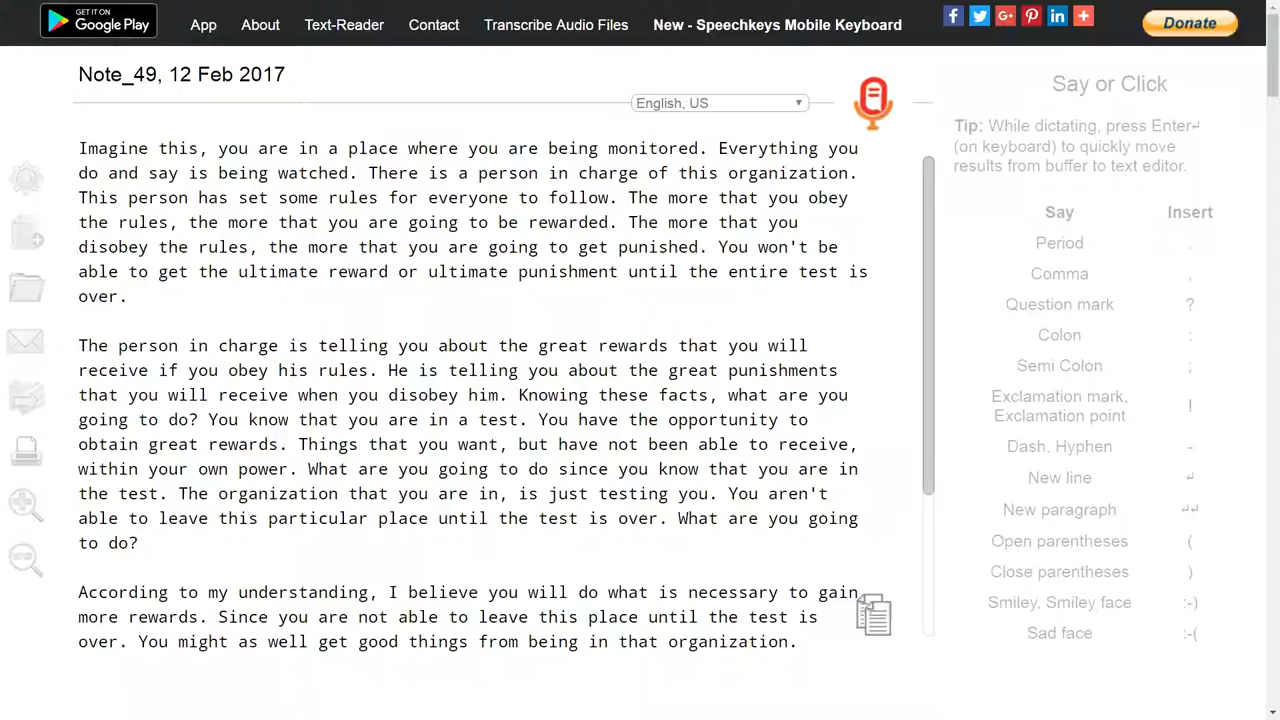 GET IT ON
Google Play
App
About
Text-Reader
Contact
Transcribe Audio Files
New - Speechkeys Mobile Keyboard
Donate
Note_49, 12 Feb 2017
English, US
Imagine this, you are in a place where you are being monitored. Everything you
do and say is being watched. There is a person in charge of this organization.
This person has set some rules for everyone to follow. The more that you obey
the rules, the more that you are going to be rewarded. The more that you
disobey the rules, the more that you are going to get punished. You won't be
able to get the ultimate reward or ultimate punishment until the entire test is
over.
The person in charge is telling you about the great rewards that you will
receive if you obey his rules. He is telling you about the great punishments
that you will receive when you disobey him. Knowing these facts, what are you
going to do? You know that you are in a test. You have the opportunity to
obtain great rewards. Things that you want, but have not been able to receive,
within your own power. What are you going to do since you know that you are in
the test. The organization that you are in, is just testing you. You aren't
able to leave this particular place until the test is over. What are you going
to do?
According to my understanding, I believe you will do what is necessary to gain
more rewards. Since you are not able to leave this place until the test is
over. You might as well get good things from being in that organization.
Say or Click
Tip: While dictating, press Enter↵
(on keyboard) to quickly move
results from buffer to text editor.
Say Insert
Period .
Comma ,
Question mark ?
Colon :
Semi Colon ;
Exclamation mark,
Exclamation point !
Dash, Hyphen -
New line ↵
New paragraph ↵↵
Open parentheses (
Close parentheses )
Smiley, Smiley face :-)
Sad face :-(